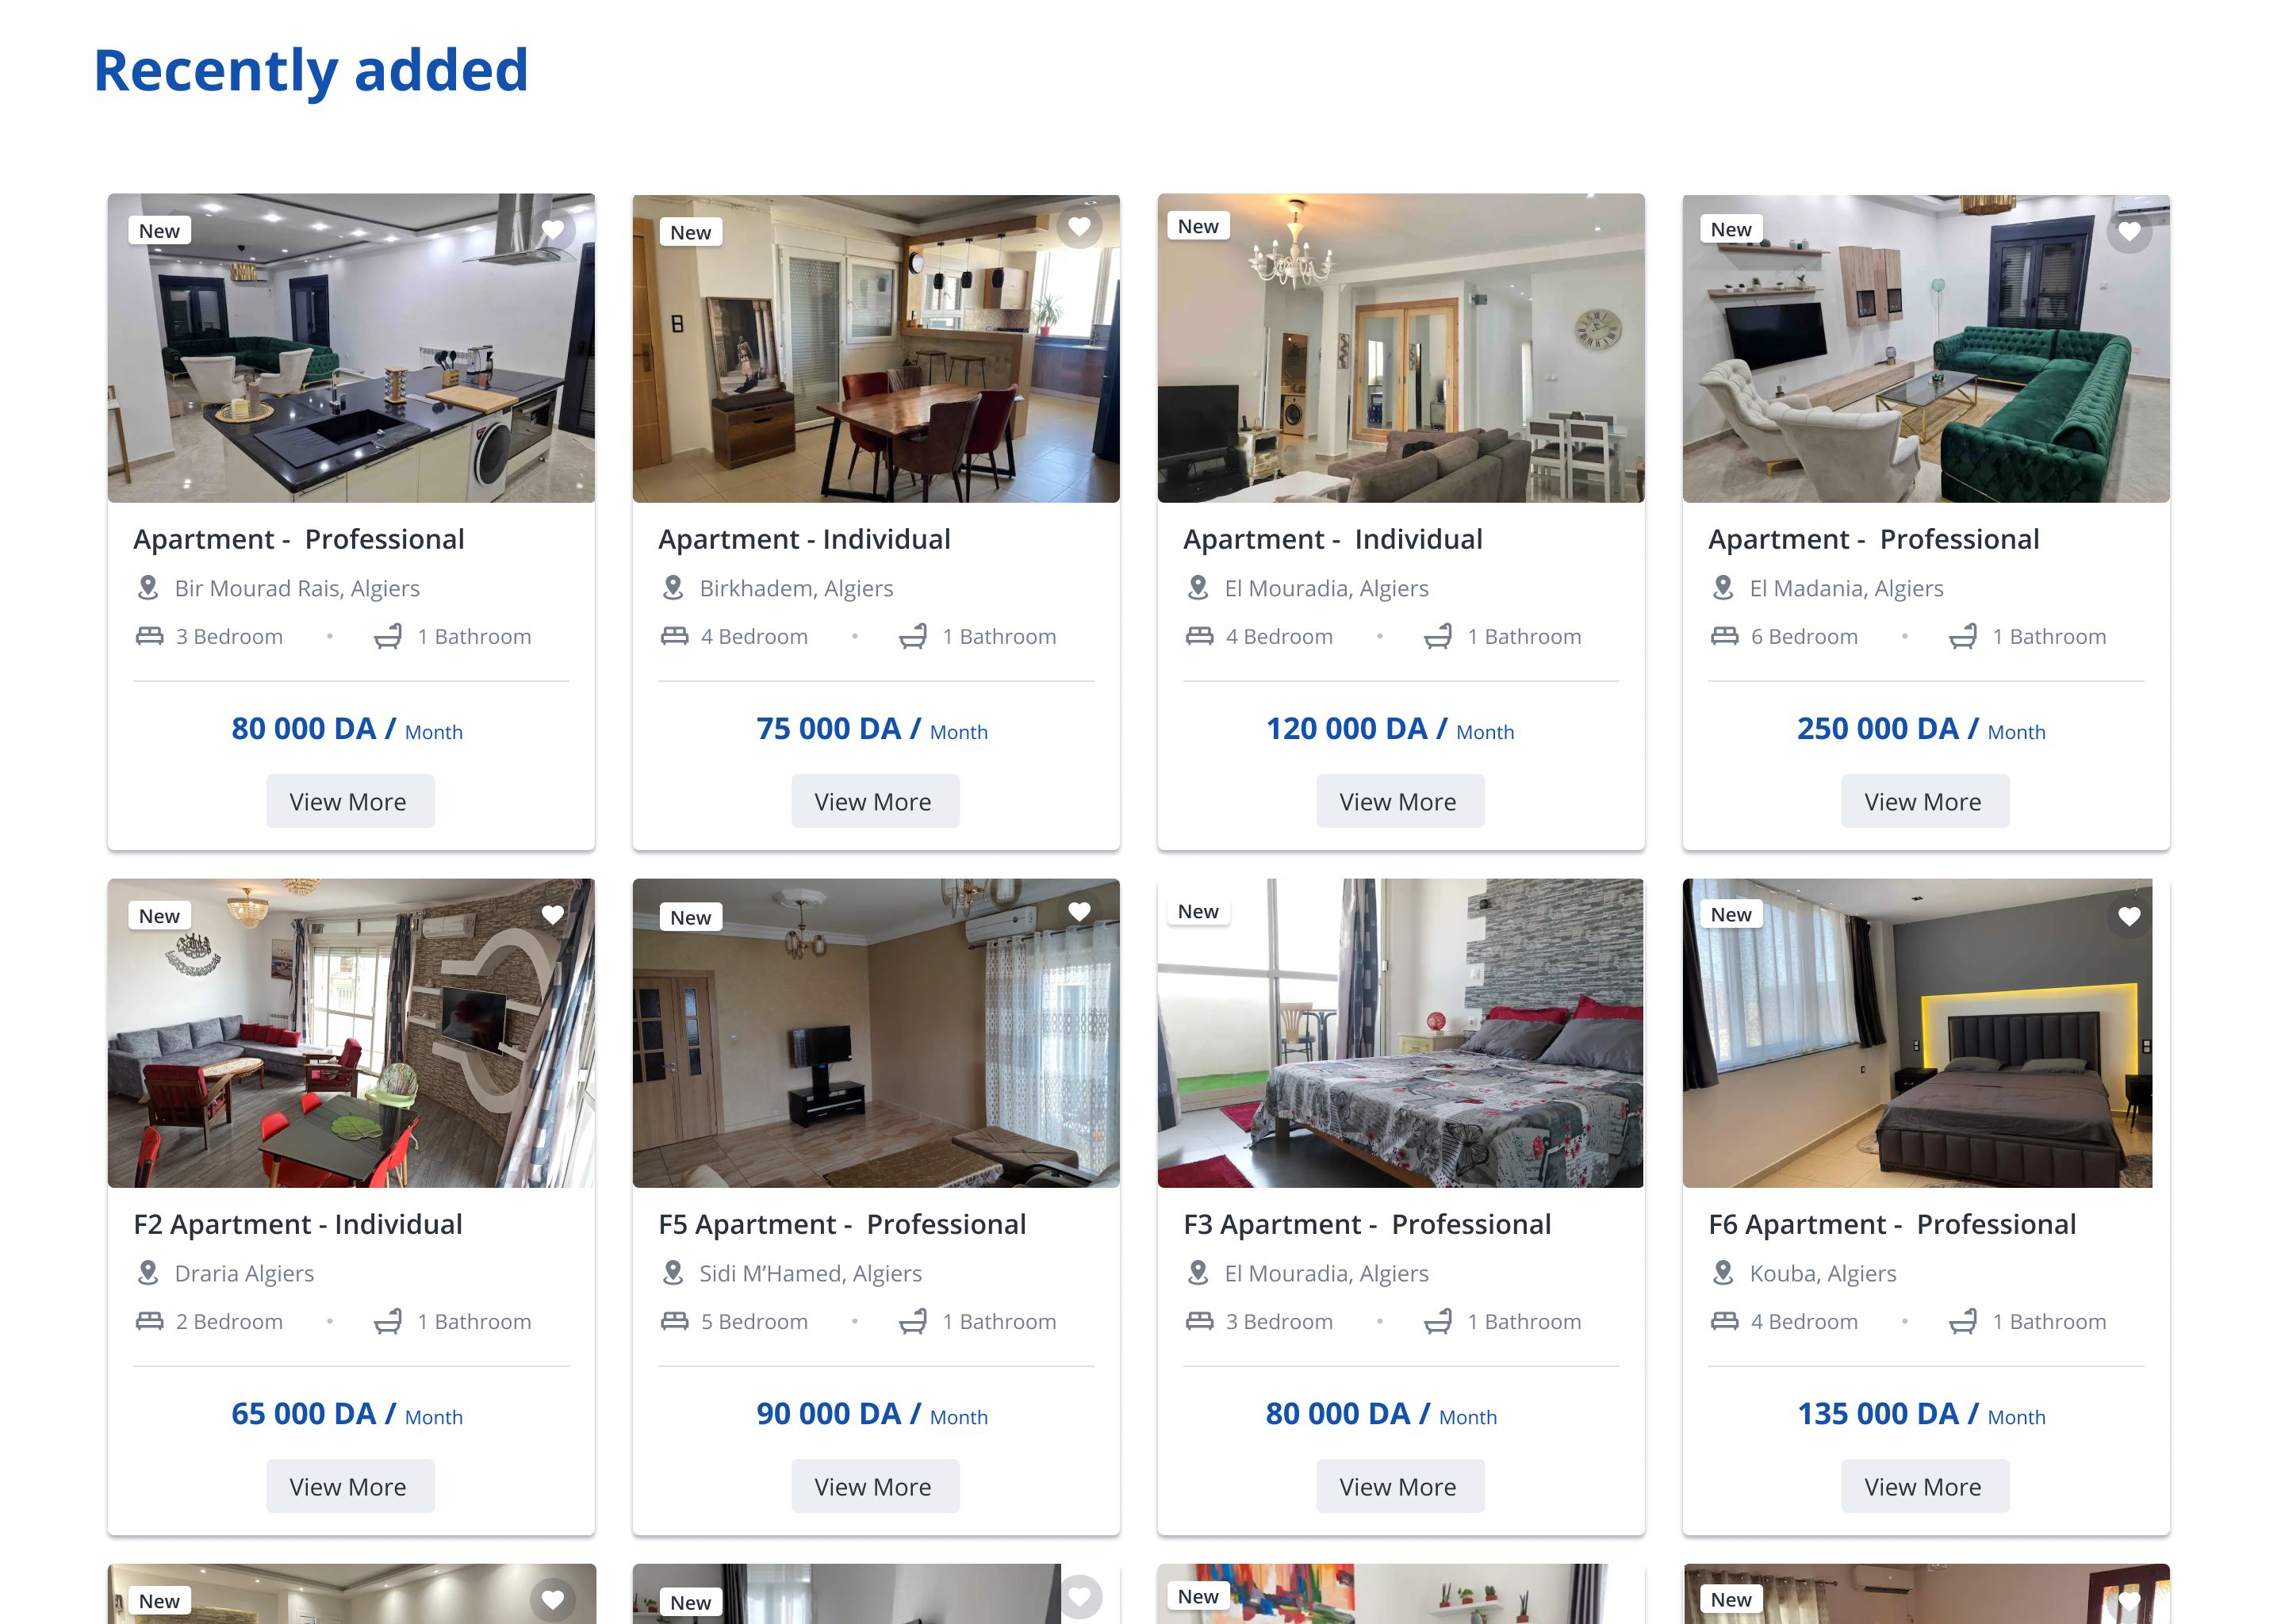 Recently added
New
New
New
New
Apartment -  Professional
Bir Mourad Rais, Algiers
3 Bedroom • 1 Bathroom
80 000 DA / Month
View More
Apartment - Individual
Birkhadem, Algiers
4 Bedroom • 1 Bathroom
75 000 DA / Month
View More
Apartment -  Individual
El Mouradia, Algiers
4 Bedroom • 1 Bathroom
120 000 DA / Month
View More
Apartment -  Professional
El Madania, Algiers
6 Bedroom • 1 Bathroom
250 000 DA / Month
View More
New
New
New
New
F2 Apartment - Individual
Draria Algiers
2 Bedroom • 1 Bathroom
65 000 DA / Month
View More
F5 Apartment -  Professional
Sidi M’Hamed, Algiers
5 Bedroom • 1 Bathroom
90 000 DA / Month
View More
F3 Apartment -  Professional
El Mouradia, Algiers
3 Bedroom • 1 Bathroom
80 000 DA / Month
View More
F6 Apartment -  Professional
Kouba, Algiers
4 Bedroom • 1 Bathroom
135 000 DA / Month
View More
New
New
New
New